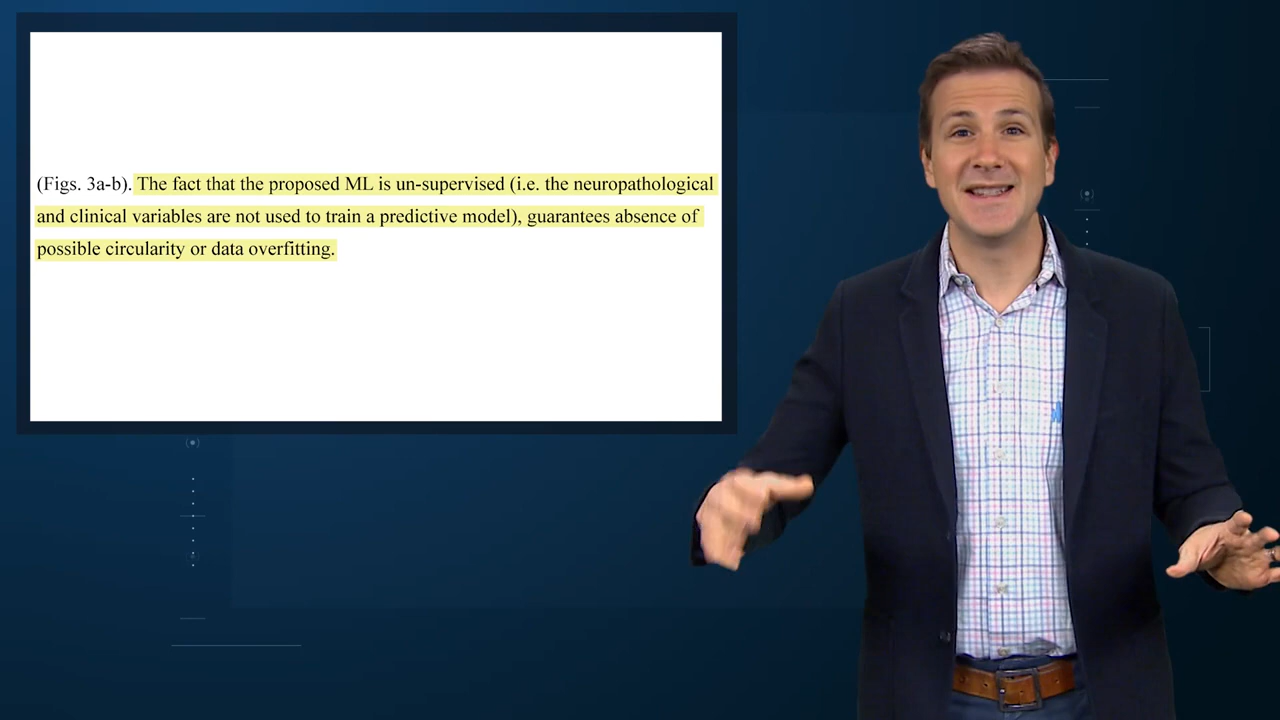 (Figs. 3a-b). The fact that the proposed ML is un-supervised (i.e. the neuropathological
and clinical variables are not used to train a predictive model), guarantees absence of
possible circularity or data overfitting.